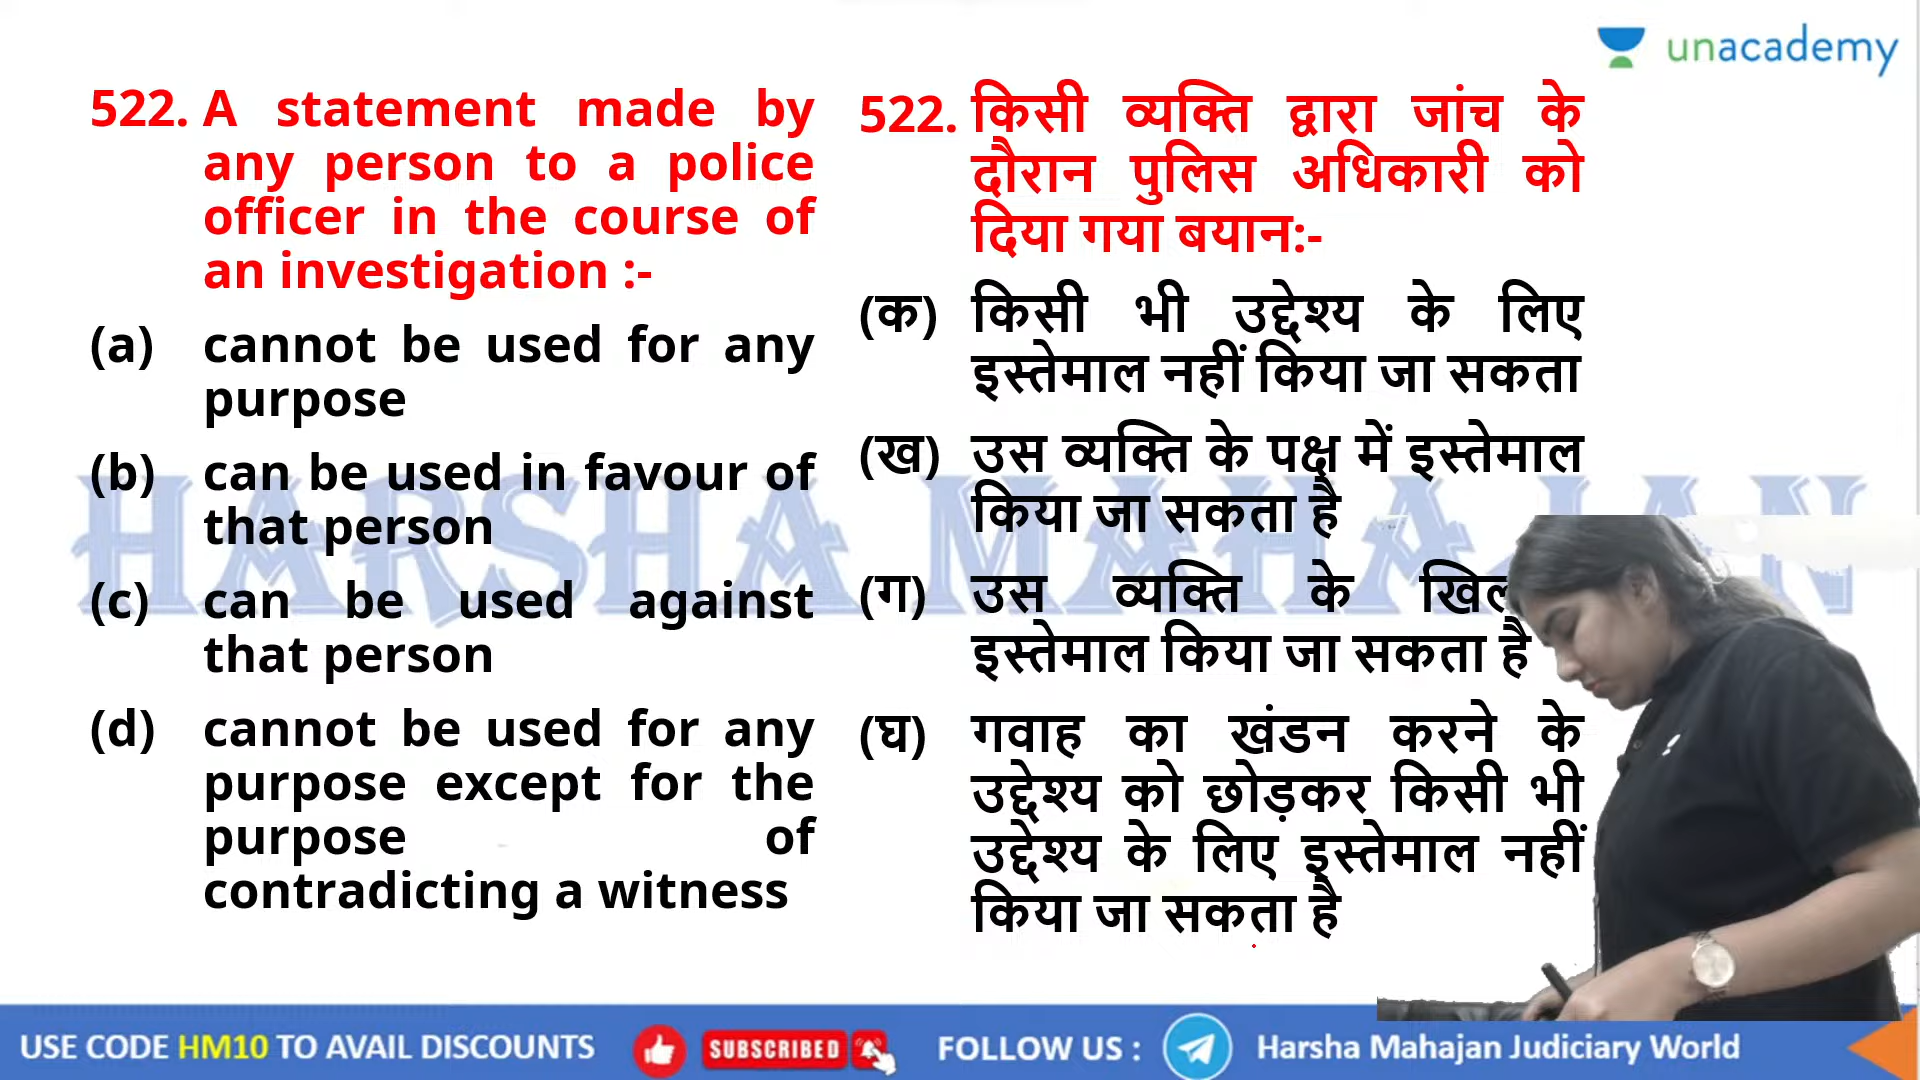 unacademy
522. A statement made by
any person to a police
officer in the course of
an investigation :-
(a) cannot be used for any
purpose
(b) can be used in favour of
that person
(c) can be used against
that person
(d) cannot be used for any
purpose except for the
purpose of
contradicting a witness
522. किसी व्यक्ति द्वारा जांच के
दौरान पुलिस अधिकारी को
दिया गया बयान:-
(क) किसी भी उद्देश्य के लिए
इस्तेमाल नहीं किया जा सकता
(ख) उस व्यक्ति के पक्ष में इस्तेमाल
किया जा सकता है
(ग) उस व्यक्ति के
इस्तेमाल किया जा सकता है
(घ) गवाह का खंडन करने के
उद्देश्य को छोड़कर किसी भी
उद्देश्य के लिए इस्तेमाल नहीं
किया जा सकता है
HARSHA MAHAJAN
USE CODE HM10 TO AVAIL DISCOUNTS
SUBSCRIBED
FOLLOW US :
Harsha Mahajan Judiciary World